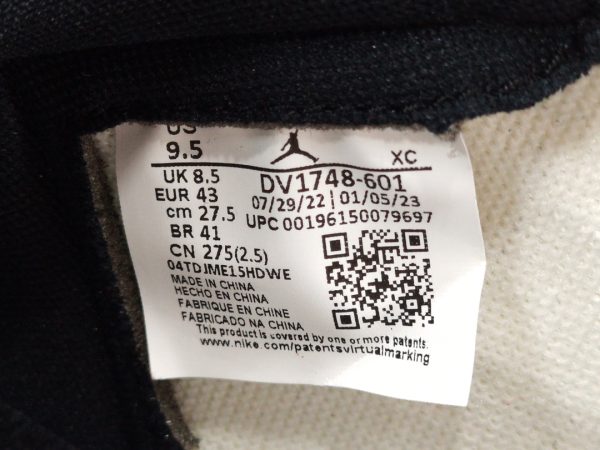 US
9.5
XC
UK 8.5
EUR 43
cm 27.5
BR 41
CN 275(2.5)
DV1748-601
07/29/22 | 01/05/23
UPC 00196150079697
04TDJME15HDWE
MADE IN CHINA
HECHO EN CHINA
FABRIQUE EN CHINE
FABRICADO NA CHINA
This product is covered by one or more patents.
www.nike.com/patentsvirtualmarking